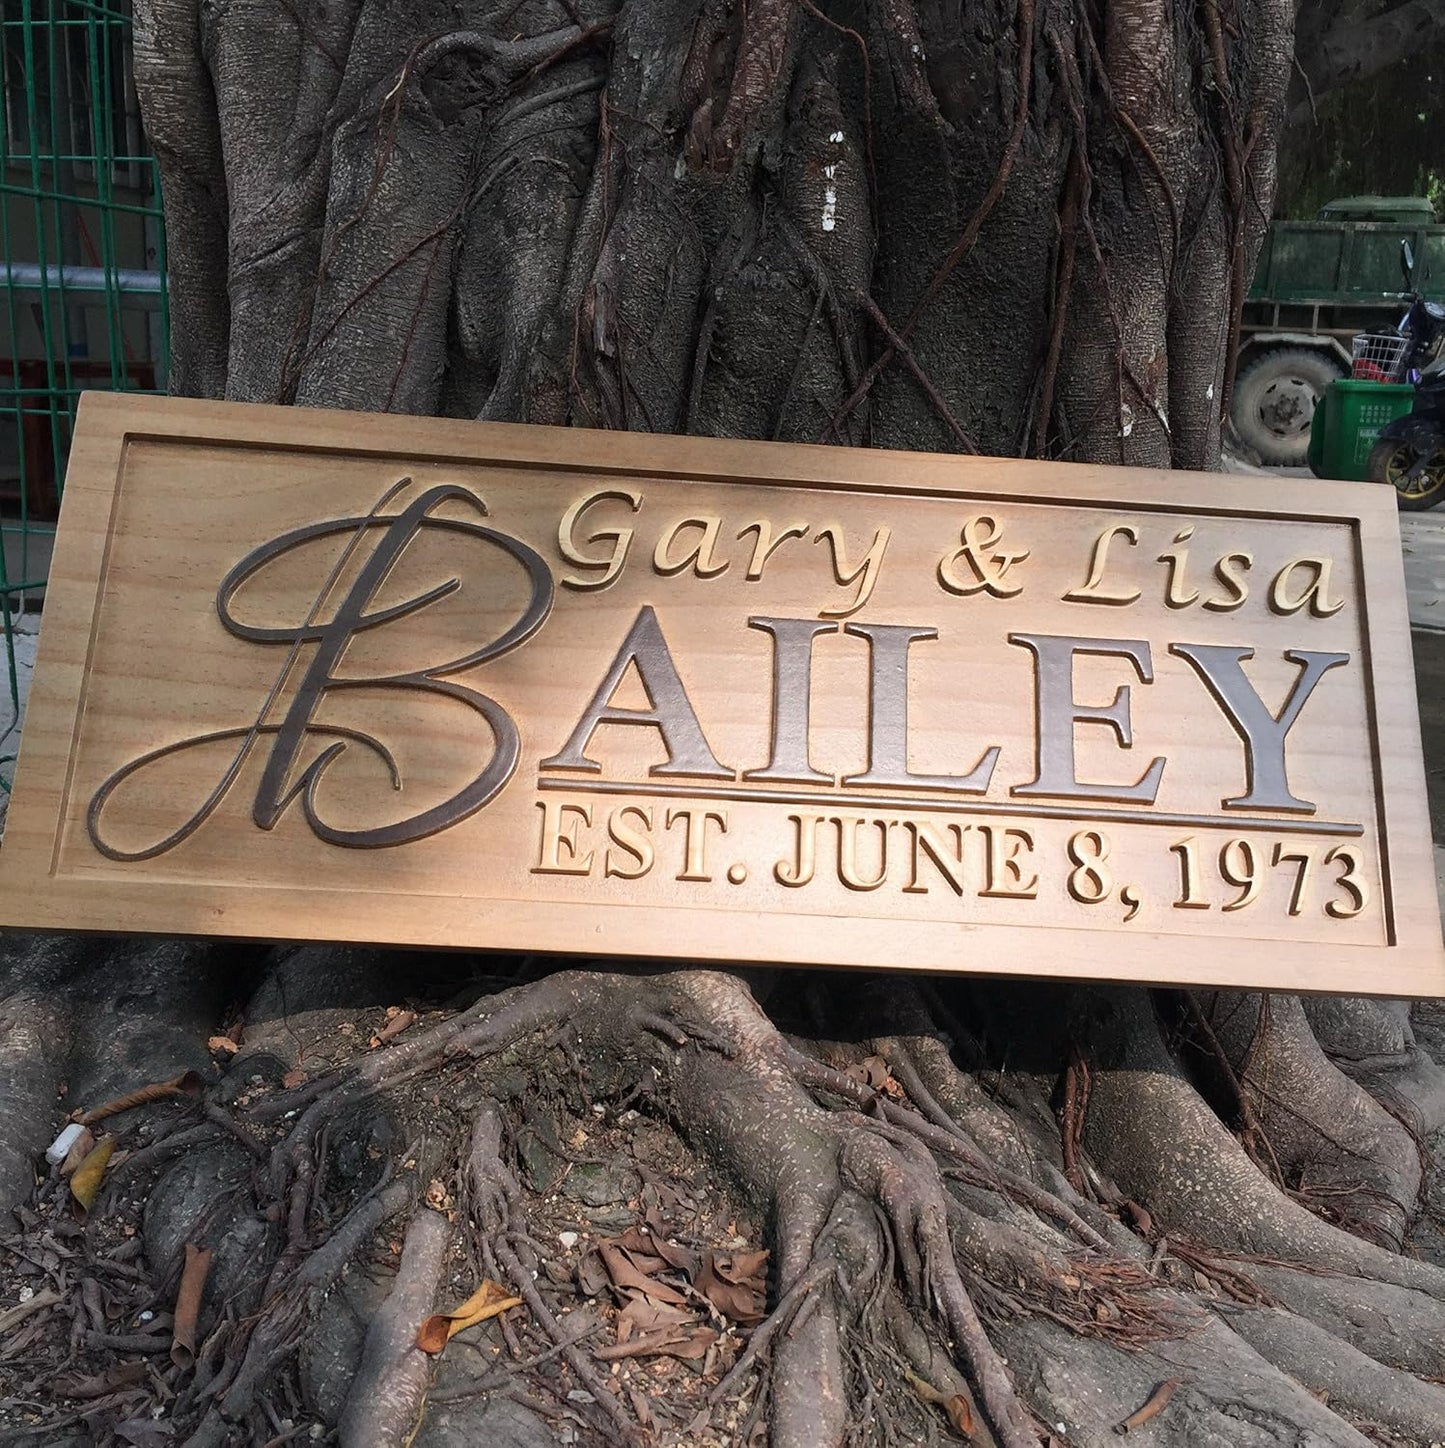 Gary & Lisa
BAILEY
EST. JUNE 8, 1973